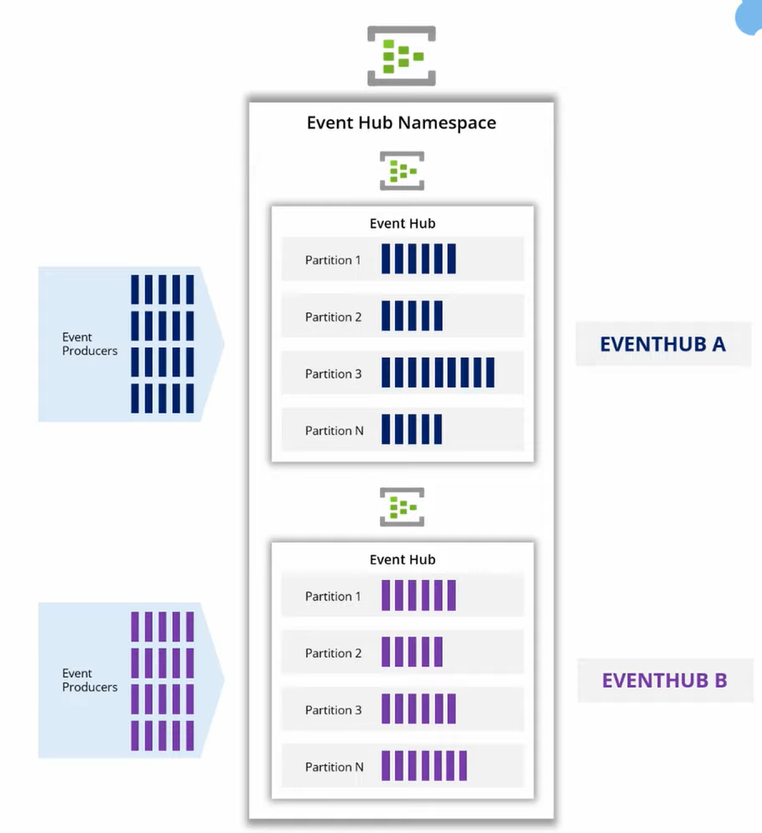 Event Hub Namespace
Event Hub
Partition 1
Partition 2
Partition 3
Partition N
Event
Producers
EVENTHUB A
Event Hub
Partition 1
Partition 2
Partition 3
Partition N
Event
Producers
EVENTHUB B